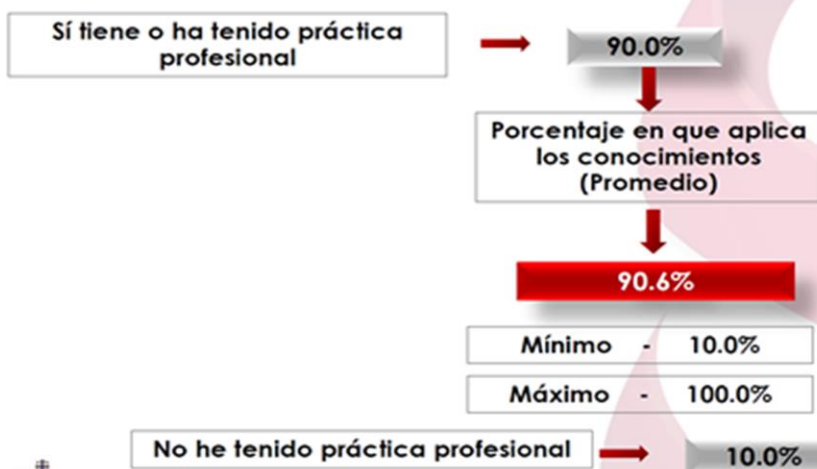 Sí tiene o ha tenido práctica
profesional
90.0%
Porcentaje en que aplica
los conocimientos
(Promedio)
90.6%
Mínimo - 10.0%
Máximo - 100.0%
No he tenido práctica profesional
10.0%